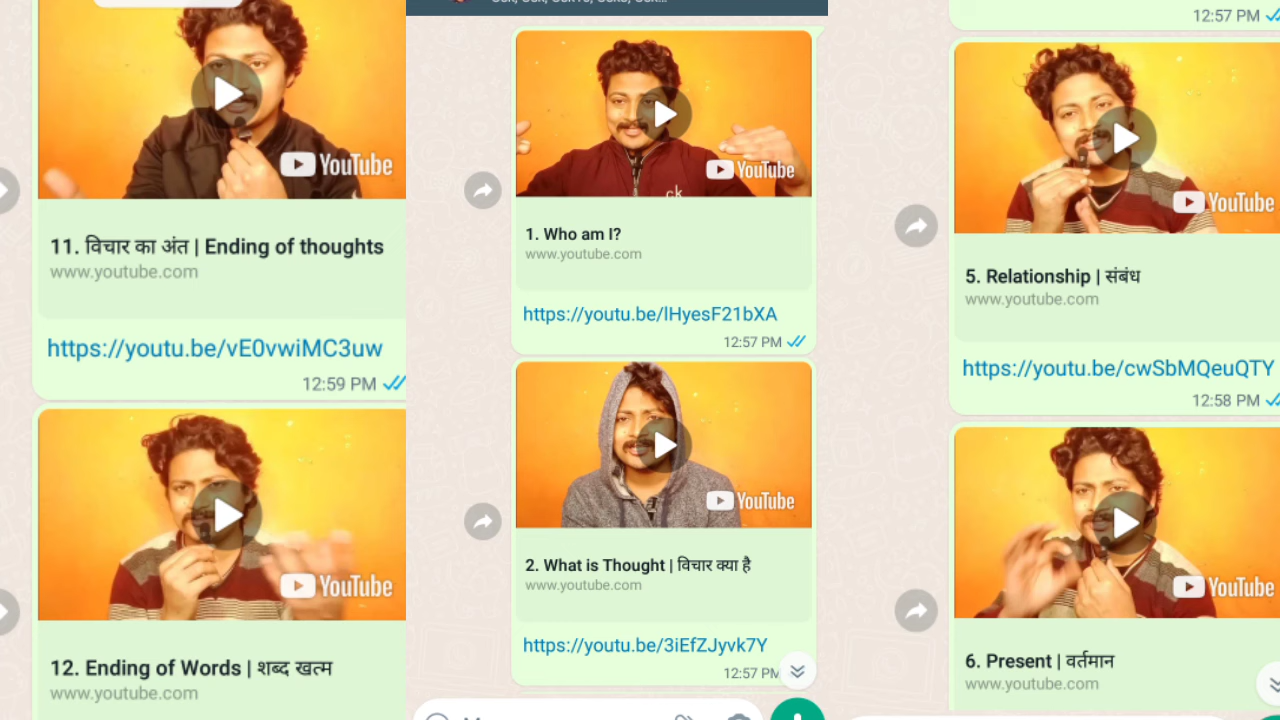 YouTube
11. विचार का अंत | Ending of thoughts
www.youtube.com
https://youtu.be/vE0vwiMC3uw
12:59 PM
YouTube
12. Ending of Words | शब्द खत्म
www.youtube.com
ck
YouTube
1. Who am I?
www.youtube.com
https://youtu.be/lHyesF21bXA
12:57 PM
YouTube
2. What is Thought | विचार क्या है
www.youtube.com
https://youtu.be/3iEfZJyvk7Y
12:57 PM
12:57 PM
YouTube
5. Relationship | संबंध
www.youtube.com
https://youtu.be/cwSbMQeuQTY
12:58 PM
YouTube
6. Present | वर्तमान
www.youtube.com